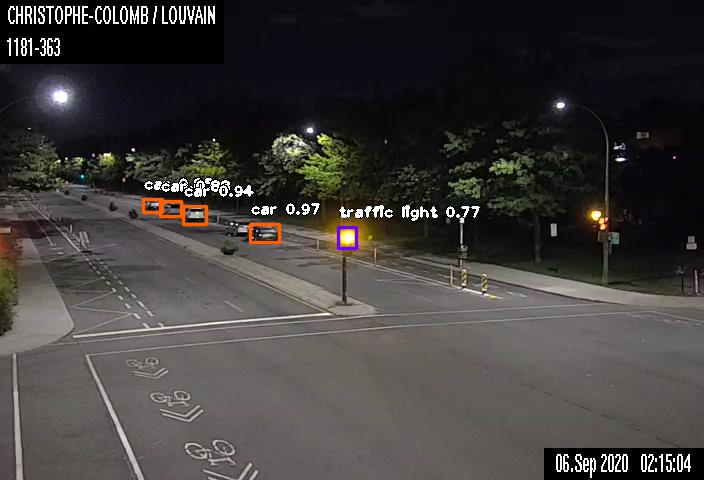 CHRISTOPHE-COLOMB / LOUVAIN
1181-363
car 0.94
car 0.97
traffic light 0.77
06.Sep 2020 02:15:04